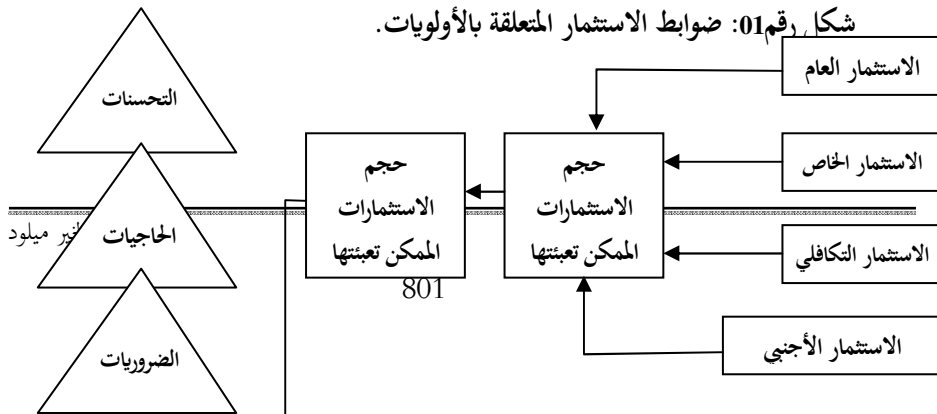 شكل رقم01: ضوابط الاستثمار المتعلقة بالأولويات.
الاستثمار العام
الاستثمار الخاص
الاستثمار التكافلي
الاستثمار الأجنبي
حجم
الاستثمارات
الممكن تعبئتها
حجم
الاستثمارات
الممكن تعبئتها
التحسنات
الحاجيات
الضروريات
ميلود
801